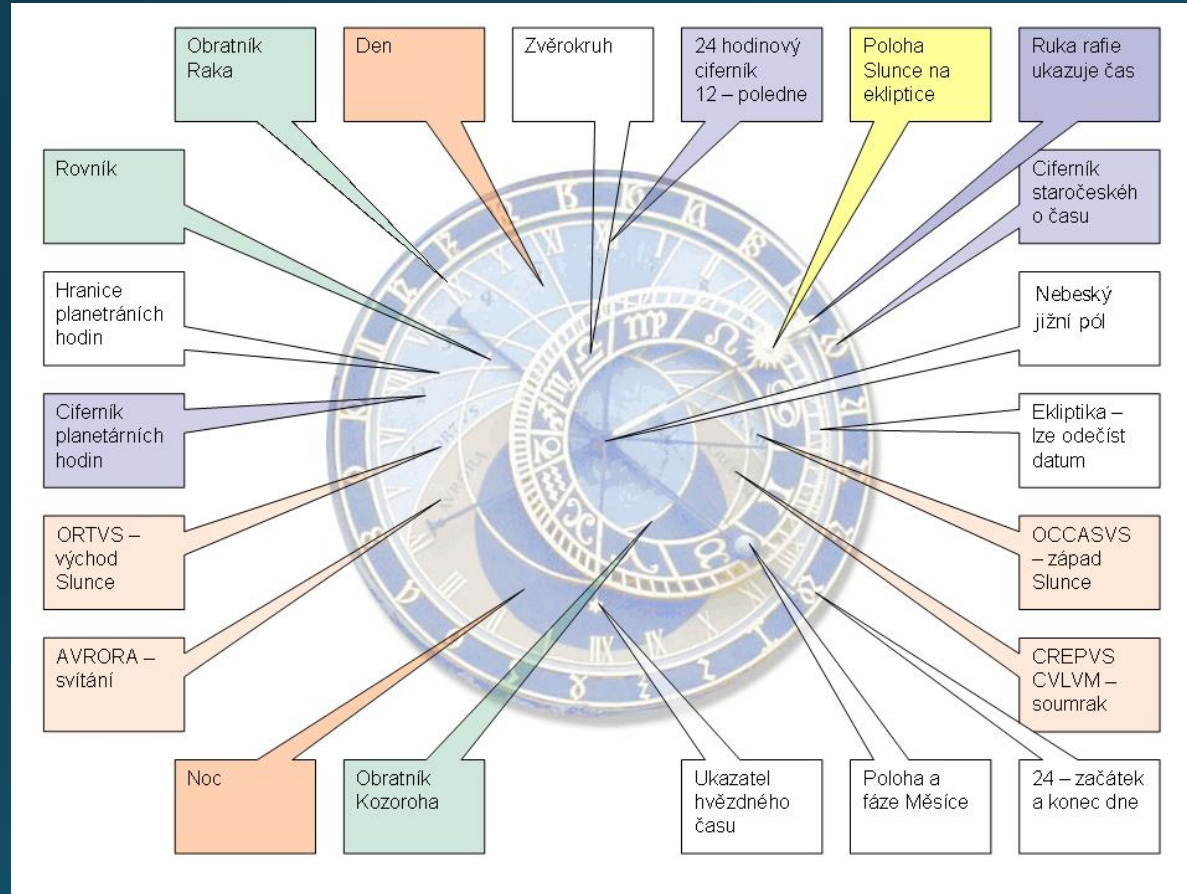 Obratník
Raka
Den
Zvěrokruh
24 hodinový
ciferník
12 – poledne
Poloha
Slunce na
ekliptice
Ruka rafie
ukazuje čas
Rovník
Ciferník
staročeskéh
o času
Hranice
planetráních
hodin
Nebeský
jižní pól
Ciferník
planetárních
hodin
Ekliptika –
lze odečíst
datum
ORTVS –
východ
Slunce
OCCASVS
– západ
Slunce
AVRORA –
svítání
CREPVS
CVLVM –
soumrak
Noc
Obratník
Kozoroha
Ukazatel
hvězdného
času
Poloha a
fáze Měsíce
24 – začátek
a konec dne